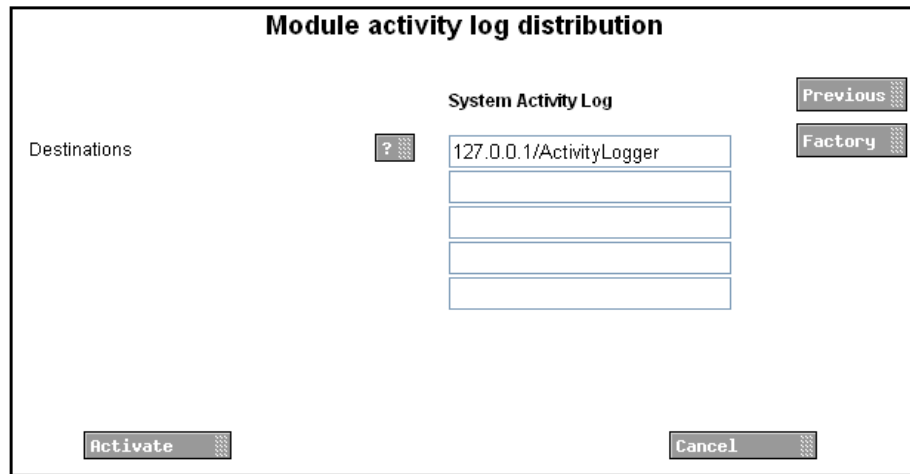 Module activity log distribution
System Activity Log
Previous
Destinations
?
127.0.0.1/ActivityLogger
Factory
Activate
Cancel